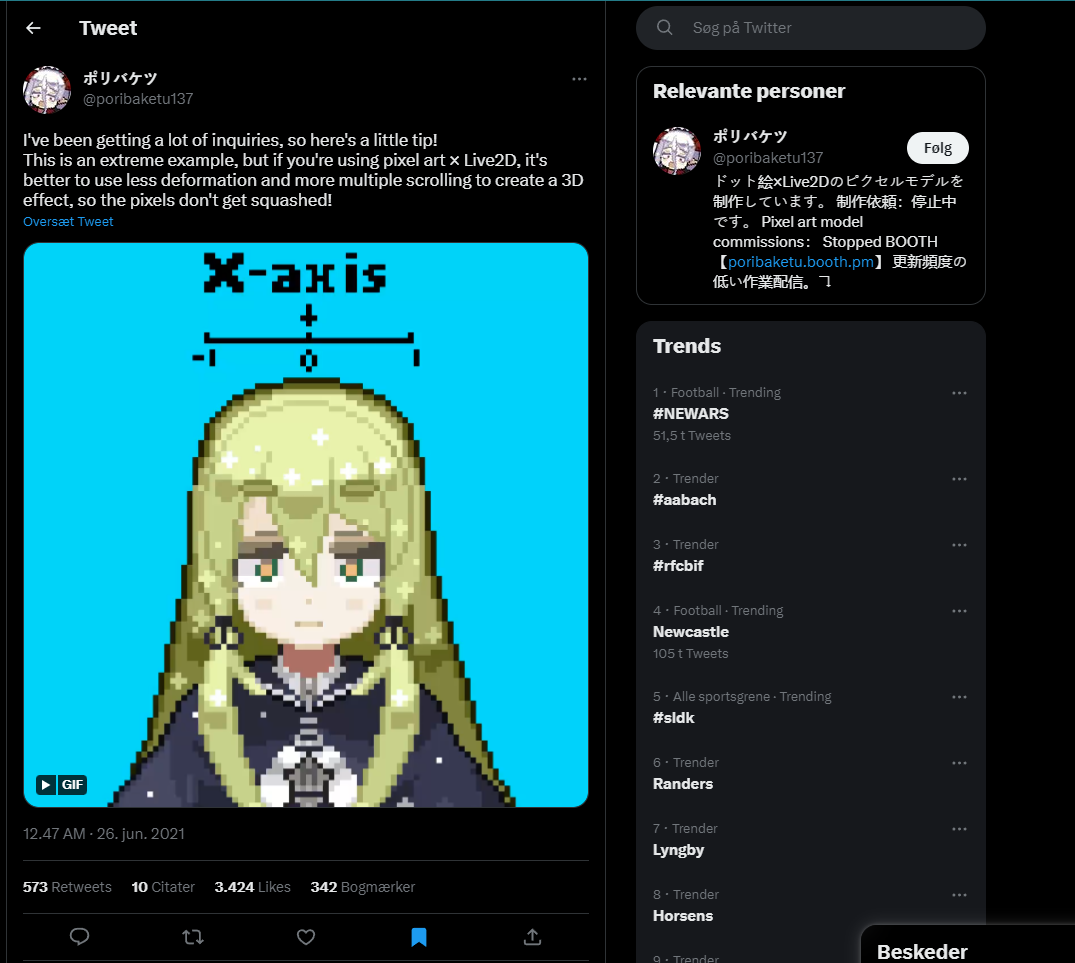 Tweet
ポリバケツ
@poribaketu137
I've been getting a lot of inquiries, so here's a little tip!
This is an extreme example, but if you're using pixel art × Live2D, it's
better to use less deformation and more multiple scrolling to create a 3D
effect, so the pixels don't get squashed!
Oversæt Tweet
X-axis
+
-1 0 1
GIF
12.47 AM · 26. jun. 2021
573 Retweets 10 Citater 3.424 Likes 342 Bogmærker
Søg på Twitter
Relevante personer
ポリバケツ
@poribaketu137
Følg
ドット絵×Live2Dのピクセルモデルを
制作しています。 制作依頼：停止中
です。 Pixel art model
commissions： Stopped BOOTH
【poribaketu.booth.pm】 更新頻度の
低い作業配信。⤵
Trends
1 · Football · Trending
#NEWARS
51,5 t Tweets
2 · Trender
#aabach
3 · Trender
#rfcbif
4 · Football · Trending
Newcastle
105 t Tweets
5 · Alle sportsgrene · Trending
#sldk
6 · Trender
Randers
7 · Trender
Lyngby
8 · Trender
Horsens
9 · Trender
Beskeder